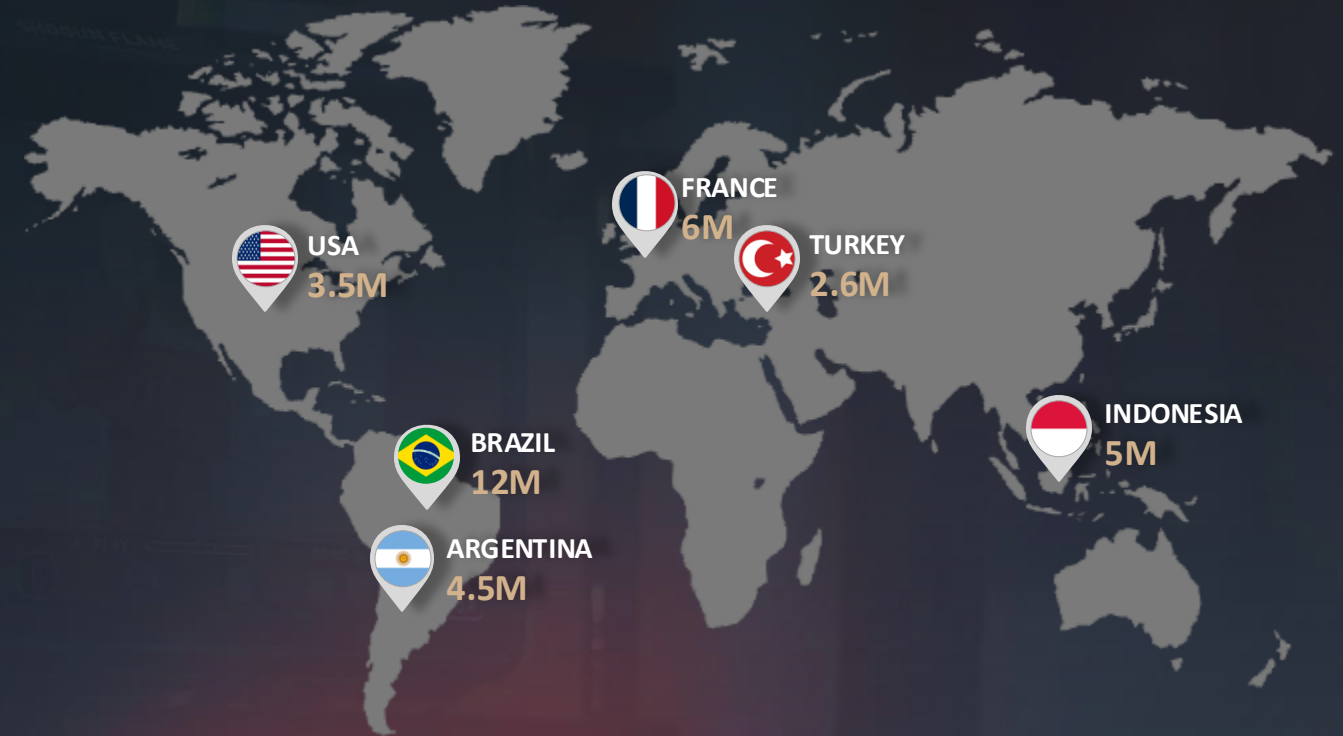 FRANCE
6M
USA
3.5M
TURKEY
2.6M
INDONESIA
5M
BRAZIL
12M
ARGENTINA
4.5M